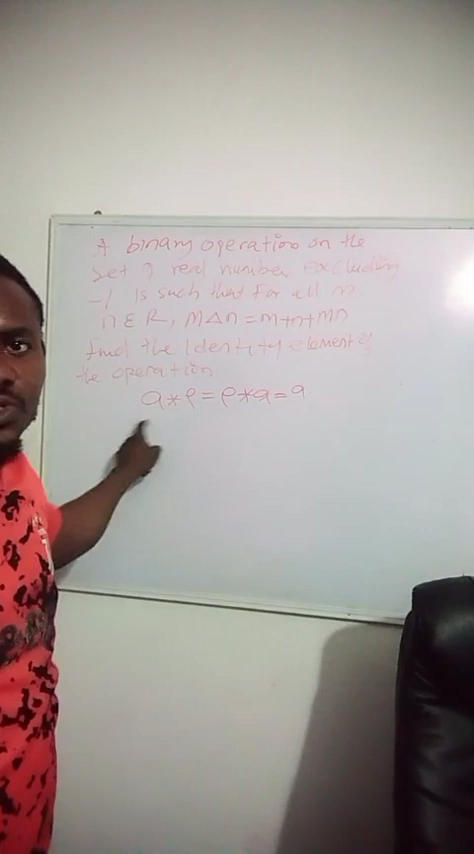 A binary operation on the
set of real number excluding
-1 is such that for all m
n ε R, M∆n = m+n+mn
find the identity element of
the operation
a*e = e*a = a